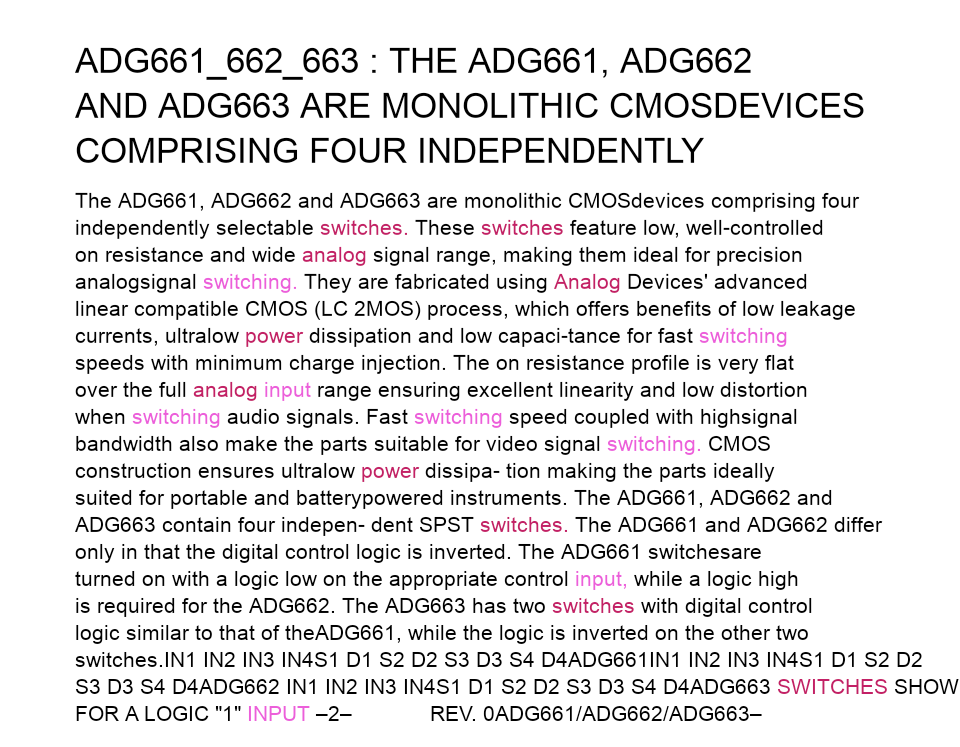 ADG661_662_663 : THE ADG661, ADG662
AND ADG663 ARE MONOLITHIC CMOSDEVICES
COMPRISING FOUR INDEPENDENTLY
The ADG661, ADG662 and ADG663 are monolithic CMOSdevices comprising four
independently selectable switches. These switches feature low, well-controlled
on resistance and wide analog signal range, making them ideal for precision
analogsignal switching. They are fabricated using Analog Devices' advanced
linear compatible CMOS (LC 2MOS) process, which offers benefits of low leakage
currents, ultralow power dissipation and low capaci-tance for fast switching
speeds with minimum charge injection. The on resistance profile is very flat
over the full analog input range ensuring excellent linearity and low distortion
when switching audio signals. Fast switching speed coupled with highsignal
bandwidth also make the parts suitable for video signal switching. CMOS
construction ensures ultralow power dissipa- tion making the parts ideally
suited for portable and batterypowered instruments. The ADG661, ADG662 and
ADG663 contain four indepen- dent SPST switches. The ADG661 and ADG662 differ
only in that the digital control logic is inverted. The ADG661 switchesare
turned on with a logic low on the appropriate control input, while a logic high
is required for the ADG662. The ADG663 has two switches with digital control
logic similar to that of theADG661, while the logic is inverted on the other two
switches.IN1 IN2 IN3 IN4S1 D1 S2 D2 S3 D3 S4 D4ADG661IN1 IN2 IN3 IN4S1 D1 S2 D2
S3 D3 S4 D4ADG662 IN1 IN2 IN3 IN4S1 D1 S2 D2 S3 D3 S4 D4ADG663 SWITCHES SHOW
FOR A LOGIC "1" INPUT –2– REV. 0ADG661/ADG662/ADG663–